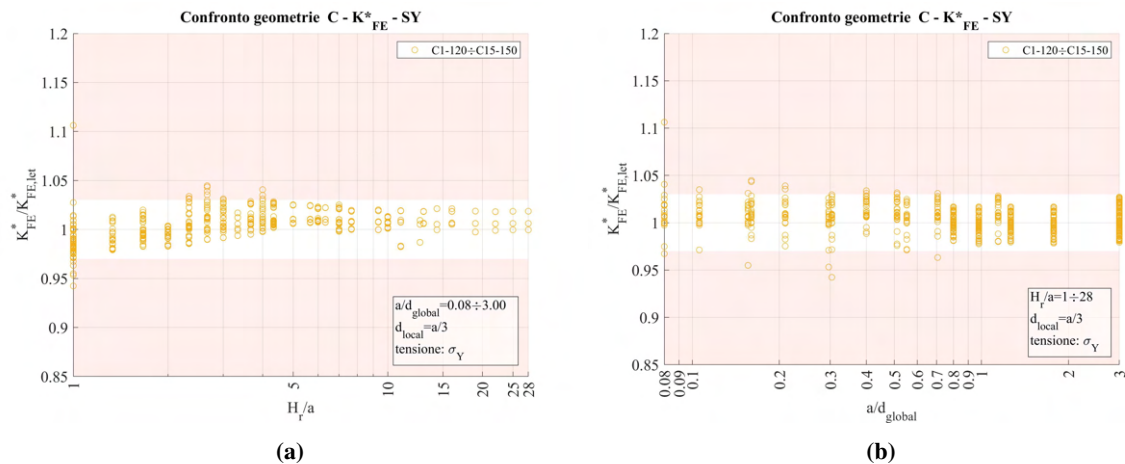 Confronto geometrie C - K*FE - SY
C1-120÷C15-150
K*FE/K*FE,let
1.2
1.15
1.1
1.05
1
0.95
0.9
0.85
a/dglobal=0.08÷3.00
dlocal=a/3
tensione: σY
1 2 5 10 15 20 25 28
Hr/a
(a)
Confronto geometrie C - K*FE - SY
C1-120÷C15-150
K*FE/K*FE,let
1.2
1.15
1.1
1.05
1
0.95
0.9
0.85
Hr/a=1÷28
dlocal=a/3
tensione: σY
0.08 0.09 0.1 0.2 0.3 0.4 0.5 0.6 0.7 0.8 0.9 1 2 3
a/dglobal
(b)